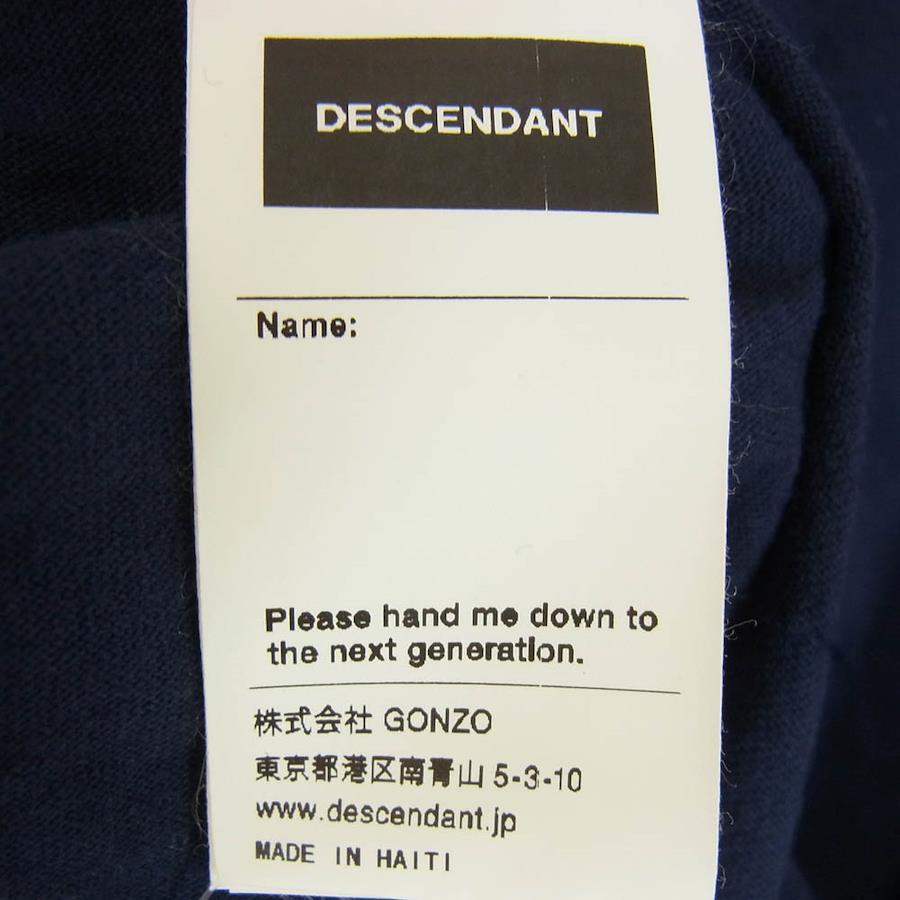 DESCENDANT
Name:
Please hand me down to
the next generation.
株式会社 GONZO
東京都港区南青山 5-3-10
www.descendant.jp
MADE IN HAITI